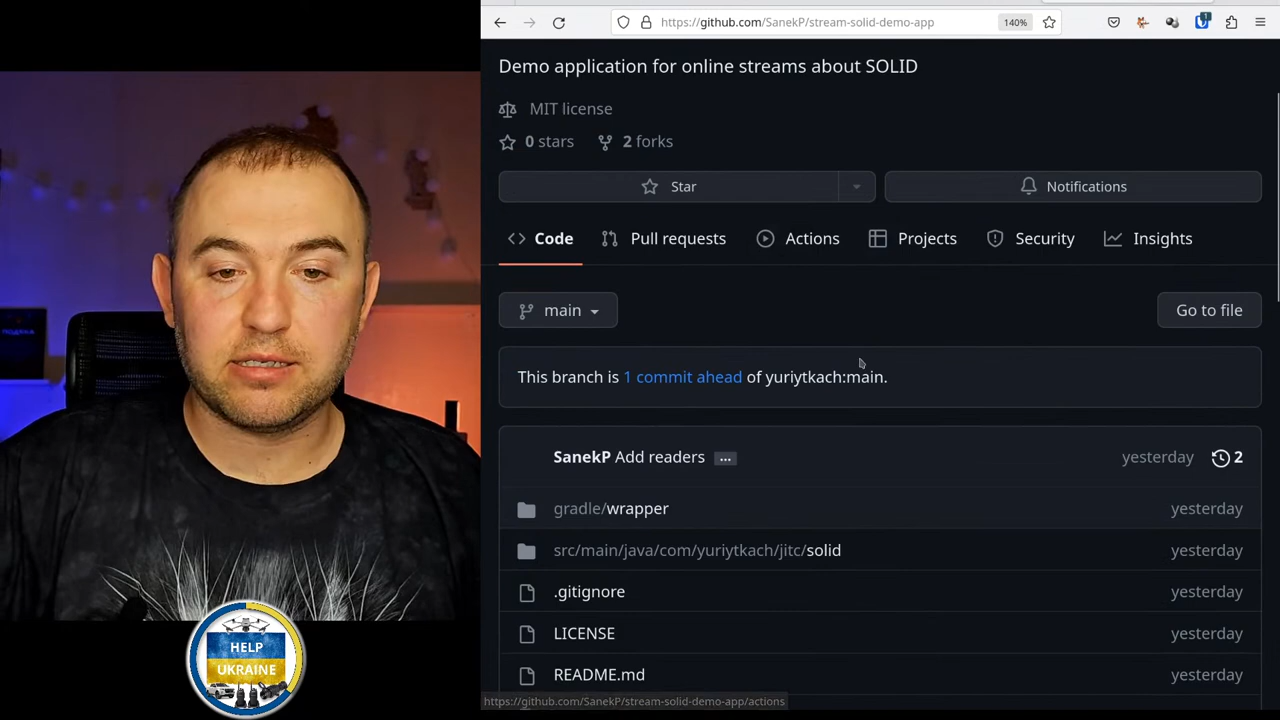 https://github.com/SanekP/stream-solid-demo-app
140%
1
Demo application for online streams about SOLID
MIT license
0 stars
2 forks
Star
Notifications
Code
Pull requests
Actions
Projects
Security
Insights
main
Go to file
This branch is 1 commit ahead of yuriytkach:main.
SanekP Add readers ...
yesterday
2
gradle/wrapper
yesterday
src/main/java/com/yuriytkach/jitc/solid
yesterday
.gitignore
yesterday
LICENSE
yesterday
README.md
yesterday
https://github.com/SanekP/stream-solid-demo-app/actions
HELP
UKRAINE